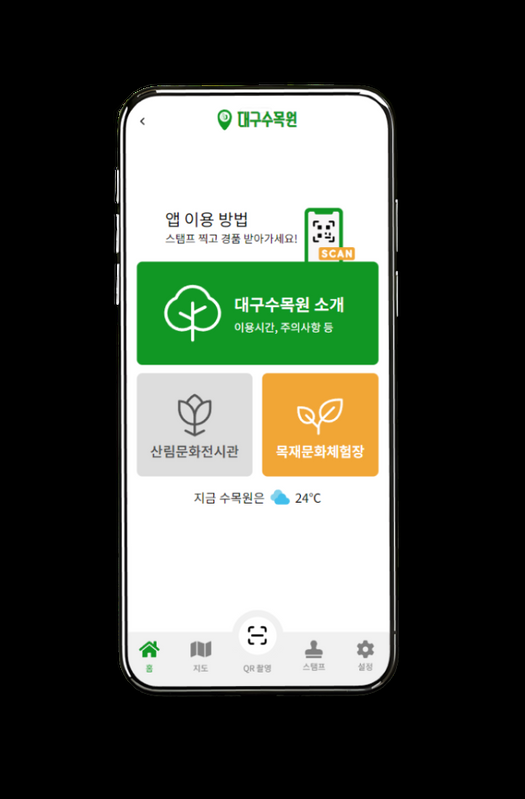 대구수목원
앱 이용 방법
스탬프 찍고 경품 받아가세요!
SCAN
대구수목원 소개
이용시간, 주의사항 등
산림문화전시관
목재문화체험장
지금 수목원은 24°C
홈
지도
QR 촬영
스탬프
설정